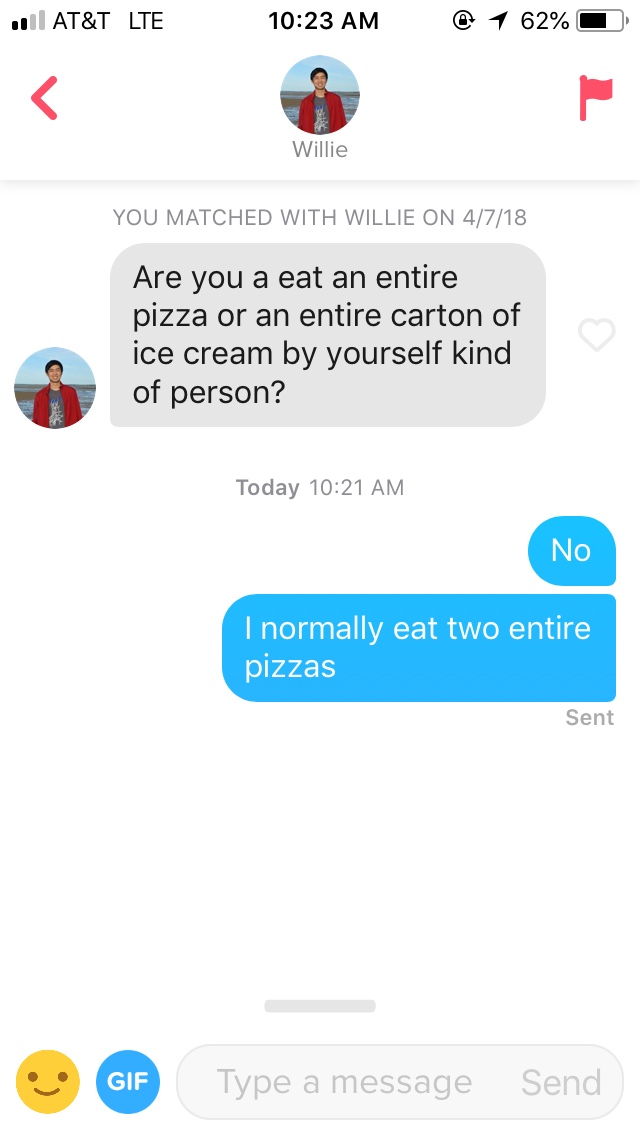 AT&T LTE 10:23 AM 62%
Willie
YOU MATCHED WITH WILLIE ON 4/7/18
Are you a eat an entire
pizza or an entire carton of
ice cream by yourself kind
of person?
Today 10:21 AM
No
I normally eat two entire
pizzas
Sent
GIF Type a message Send